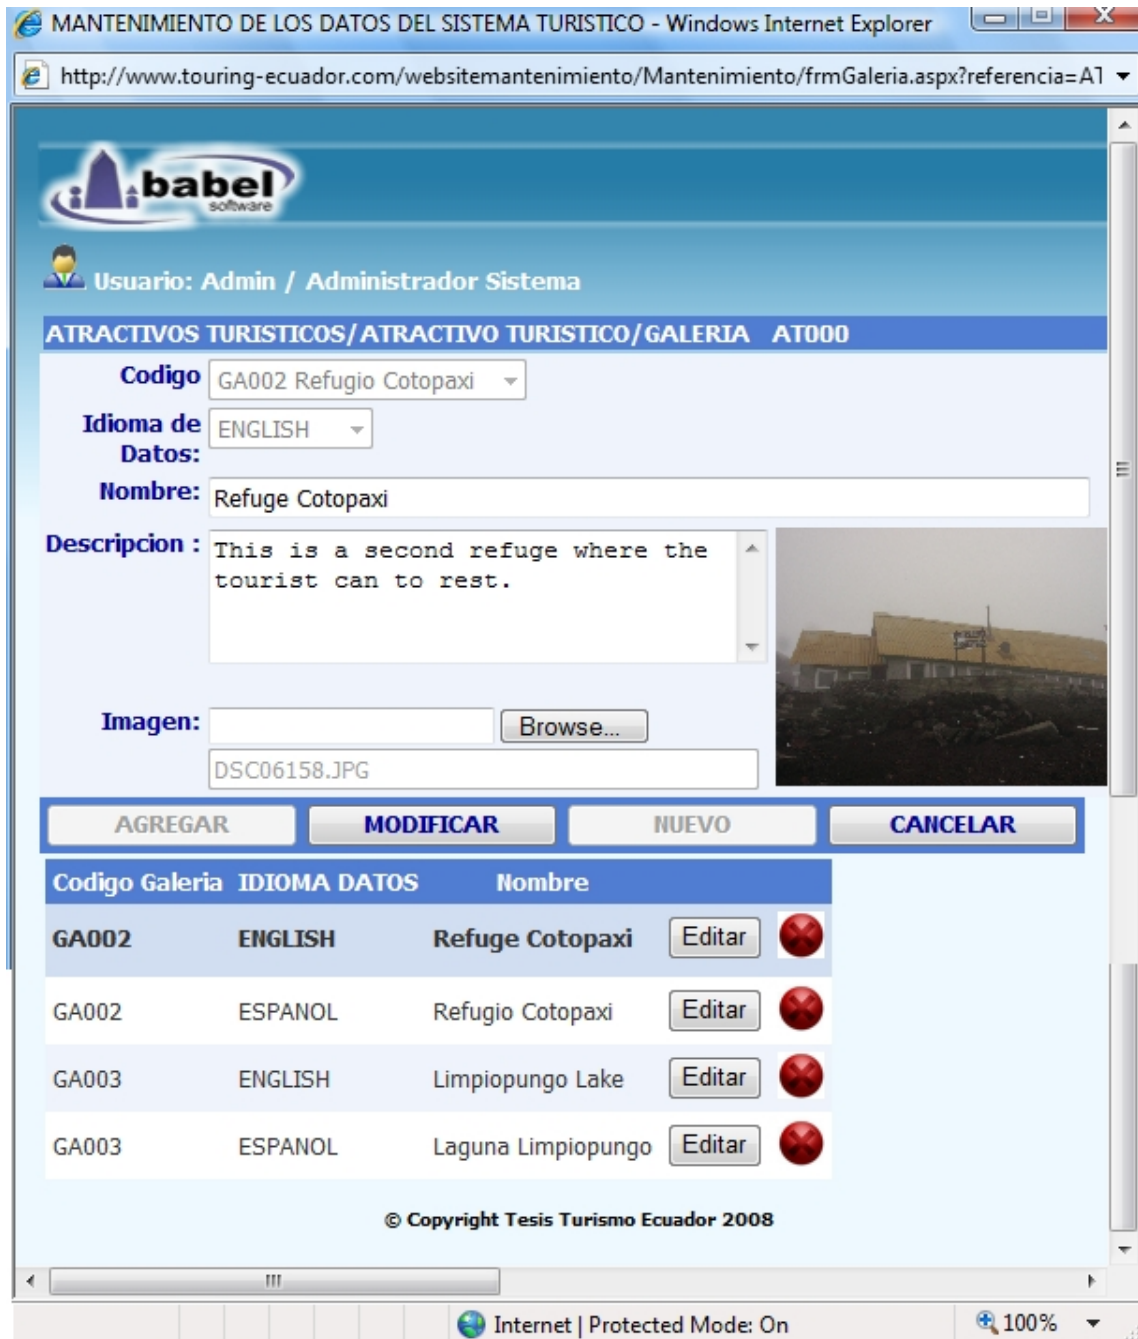 MANTENIMIENTO DE LOS DATOS DEL SISTEMA TURISTICO - Windows Internet Explorer
http://www.touring-ecuador.com/websitemantenimiento/Mantenimiento/frmGaleria.aspx?referencia=AT
babel
software
Usuario: Admin / Administrador Sistema
ATRACTIVOS TURISTICOS/ATRACTIVO TURISTICO/GALERIA AT000
Codigo GA002 Refugio Cotopaxi
Idioma de Datos: ENGLISH
Nombre: Refuge Cotopaxi
Descripcion : This is a second refuge where the
tourist can to rest.
Imagen: Browse...
DSC06158.JPG
AGREGAR MODIFICAR NUEVO CANCELAR
Codigo Galeria IDIOMA DATOS Nombre
GA002 ENGLISH Refuge Cotopaxi Editar
GA002 ESPANOL Refugio Cotopaxi Editar
GA003 ENGLISH Limpiopungo Lake Editar
GA003 ESPANOL Laguna Limpiopungo Editar
© Copyright Tesis Turismo Ecuador 2008
Internet | Protected Mode: On 100%